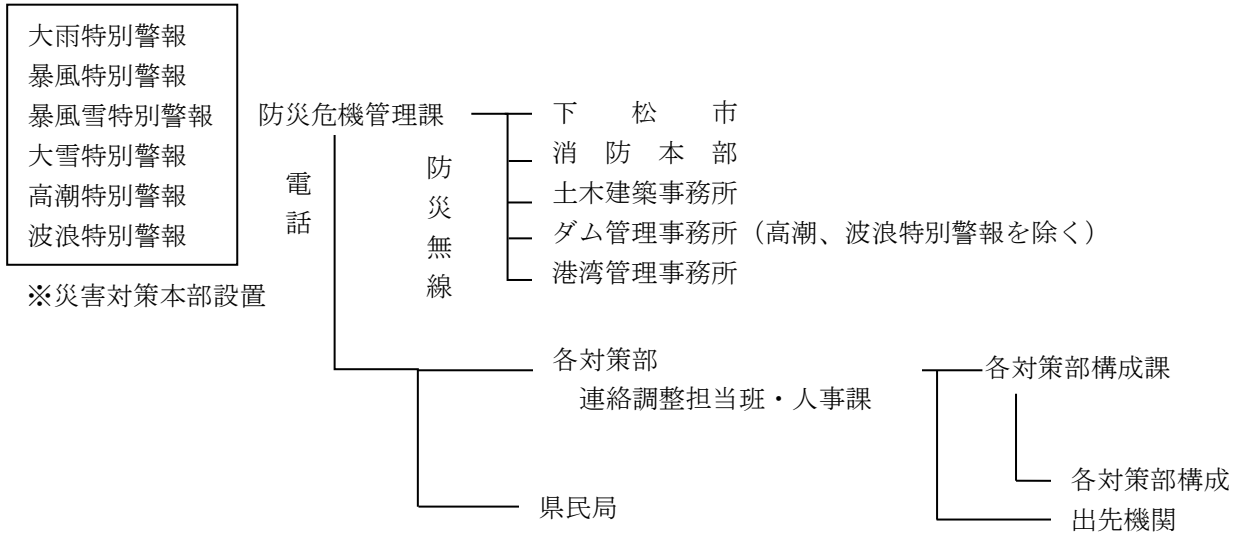 大雨特別警報
暴風特別警報
暴風雪特別警報
大雪特別警報
高潮特別警報
波浪特別警報
※災害対策本部設置
防災危機管理課
電話
防災無線
下松市
消防本部
土木建築事務所
ダム管理事務所（高潮、波浪特別警報を除く）
港湾管理事務所
各対策部
連絡調整担当班・人事課
県民局
各対策部構成課
各対策部構成
出先機関